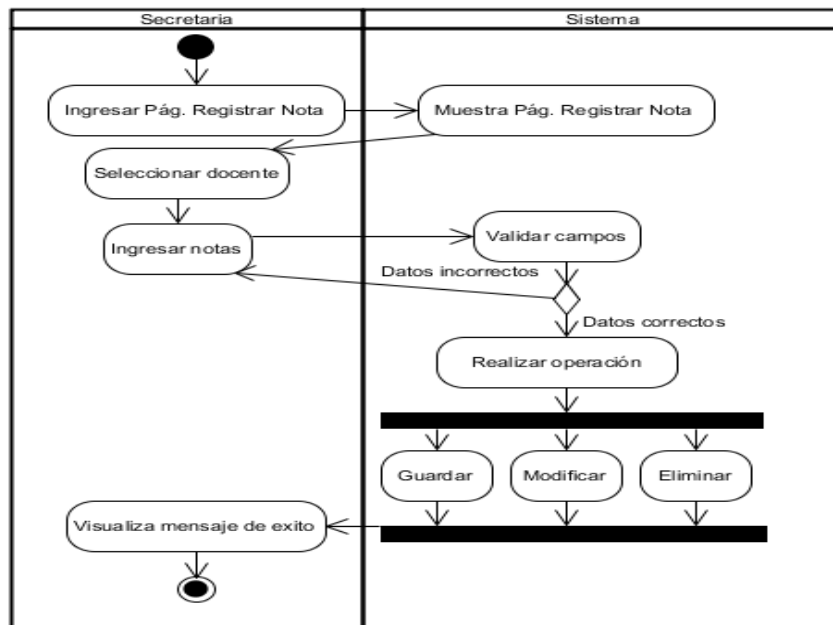 Secretaria
Sistema
Ingresar Pág. Registrar Nota
Muestra Pág. Registrar Nota
Seleccionar docente
Ingresar notas
Validar campos
Datos incorrectos
Datos correctos
Realizar operación
Guardar
Modificar
Eliminar
Visualiza mensaje de exito